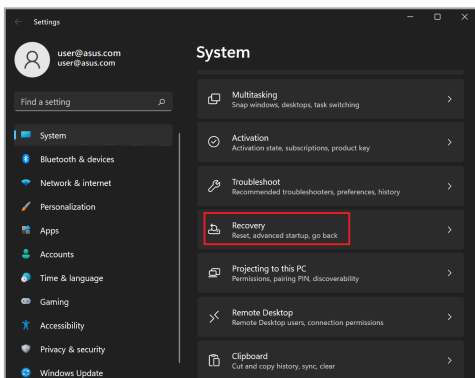 Settings
user@asus.com
user@asus.com
Find a setting
System
Bluetooth & devices
Network & internet
Personalization
Apps
Accounts
Time & language
Gaming
Accessibility
Privacy & security
Windows Update
System
Multitasking
Snap windows, desktops, task switching
Activation
Activation state, subscriptions, product key
Troubleshoot
Recommended troubleshooters, preferences, history
Recovery
Reset, advanced startup, go back
Projecting to this PC
Permissions, pairing PIN, discoverability
Remote Desktop
Remote Desktop users, connection permissions
Clipboard
Cut and copy history, sync, clear